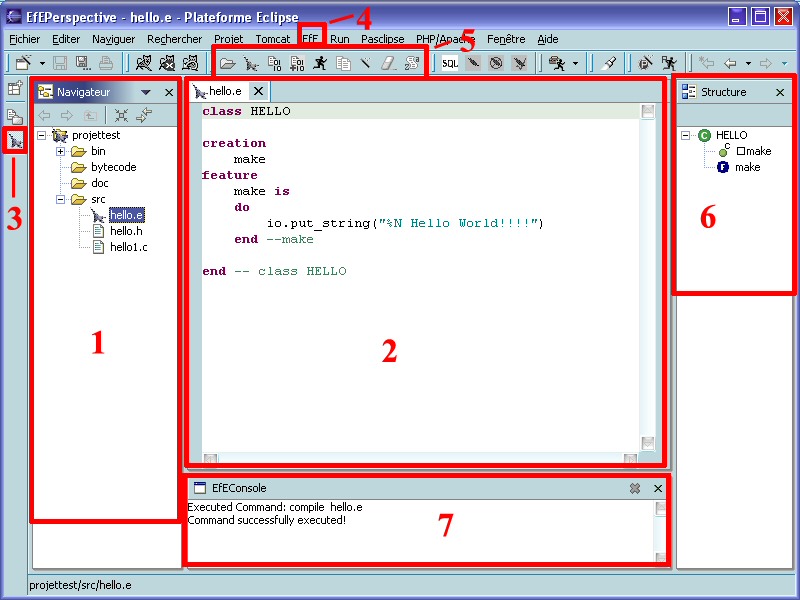 EfEPerspective - hello.e - Plateforme Eclipse
4
Fichier Editer Naviguer Rechercher Projet Tomcat EfE Run Pasclipse PHP/Apache Fenêtre Aide
5
SQL
Navigateur
hello.e
Structure
class HELLO
projettest
bin
bytecode
doc
src
hello.e
hello.h
hello1.c
creation
make
feature
make is
do
io.put_string("%N Hello World!!!!")
end --make
end -- class HELLO
HELLO
make
make
3
6
1
2
EfEConsole
Executed Command: compile hello.e
Command successfully executed!
7
projettest/src/hello.e